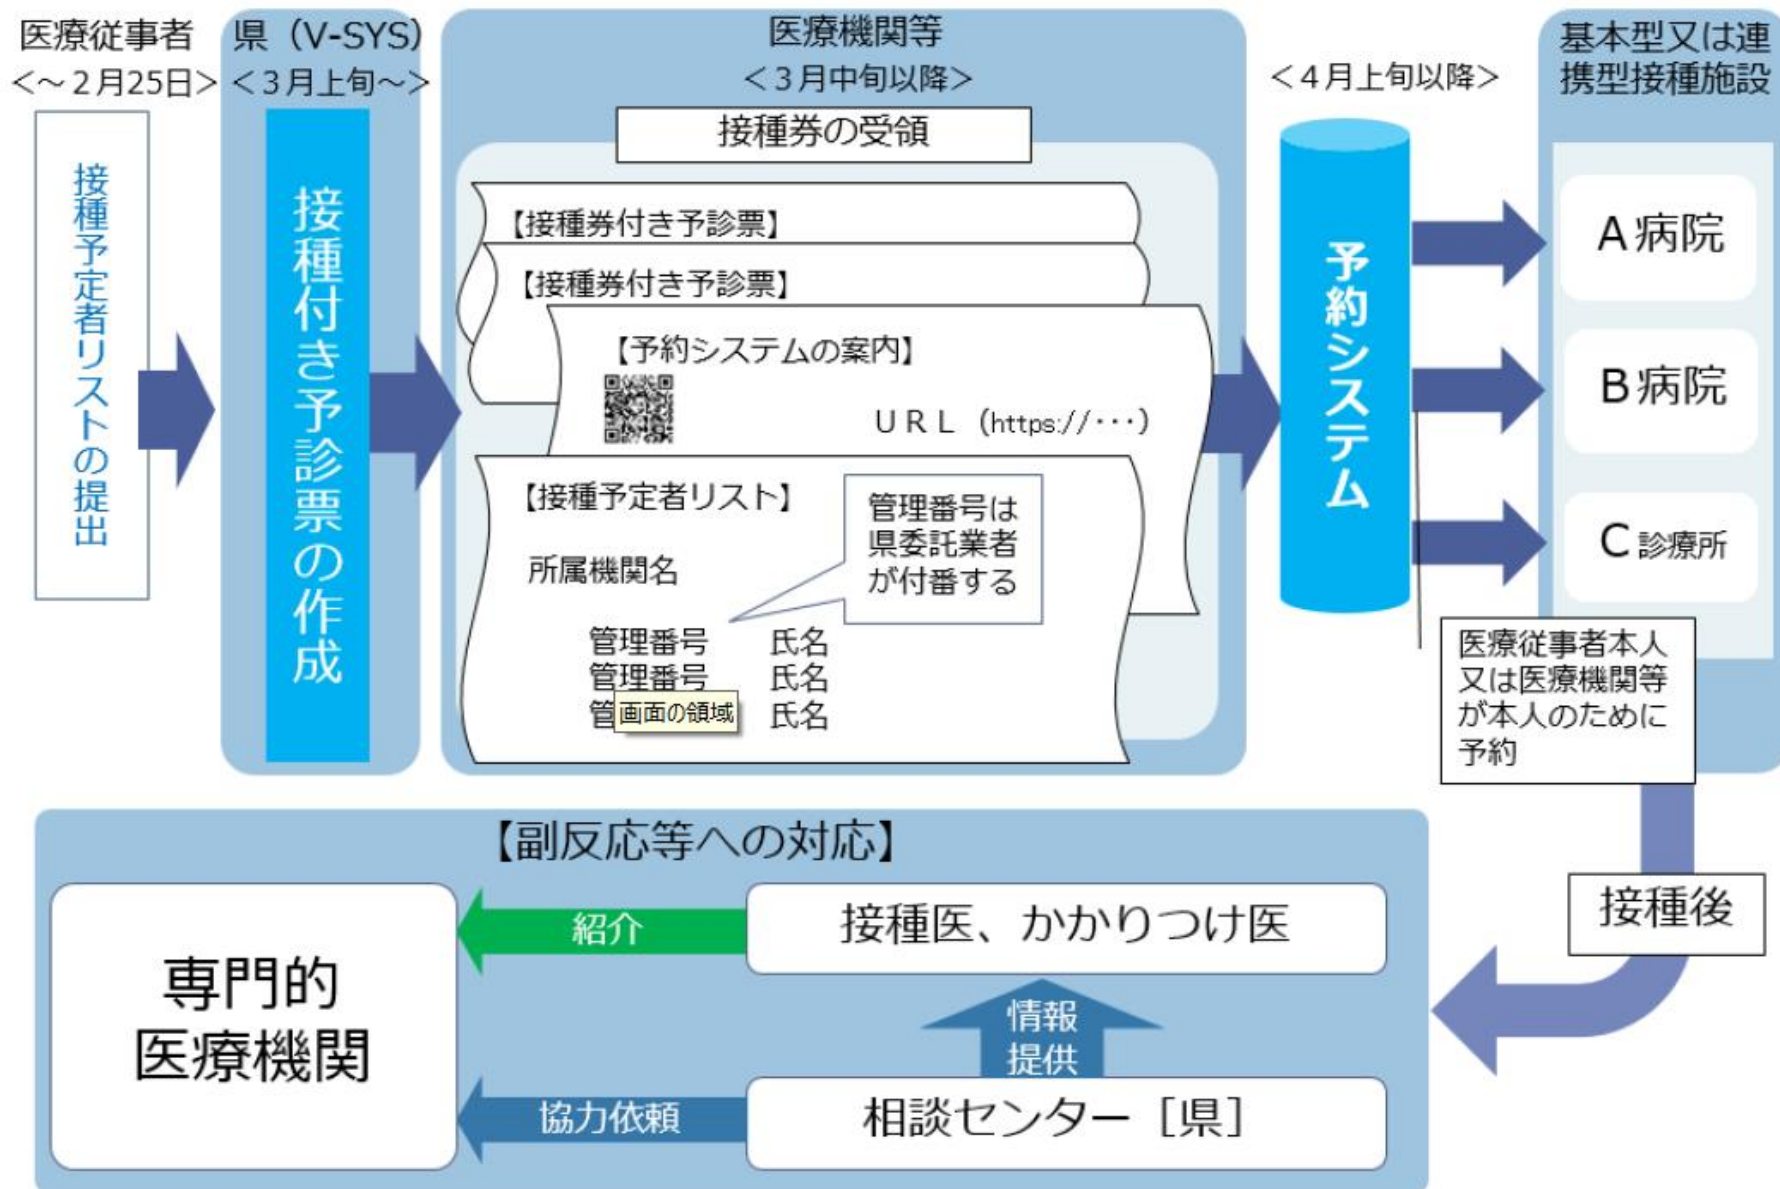 医療従事者
<～２月25日>
接種予定者リストの提出
県（V-SYS）
<３月上旬～>
接種付き予診票の作成
医療機関等
<３月中旬以降>
接種券の受領
【接種券付き予診票】
【接種券付き予診票】
【予約システムの案内】
ＵＲＬ（https://･･･）
【接種予定者リスト】
管理番号は
県委託業者
が付番する
所属機関名
管理番号　　氏名
管理番号　　氏名
管　　氏名
画面の領域
<４月上旬以降>
予約システム
基本型又は連
携型接種施設
Ａ病院
Ｂ病院
Ｃ診療所
医療従事者本人
又は医療機関等
が本人のために
予約
接種後
【副反応等への対応】
専門的
医療機関
紹介
接種医、かかりつけ医
情報
提供
協力依頼
相談センター［県］